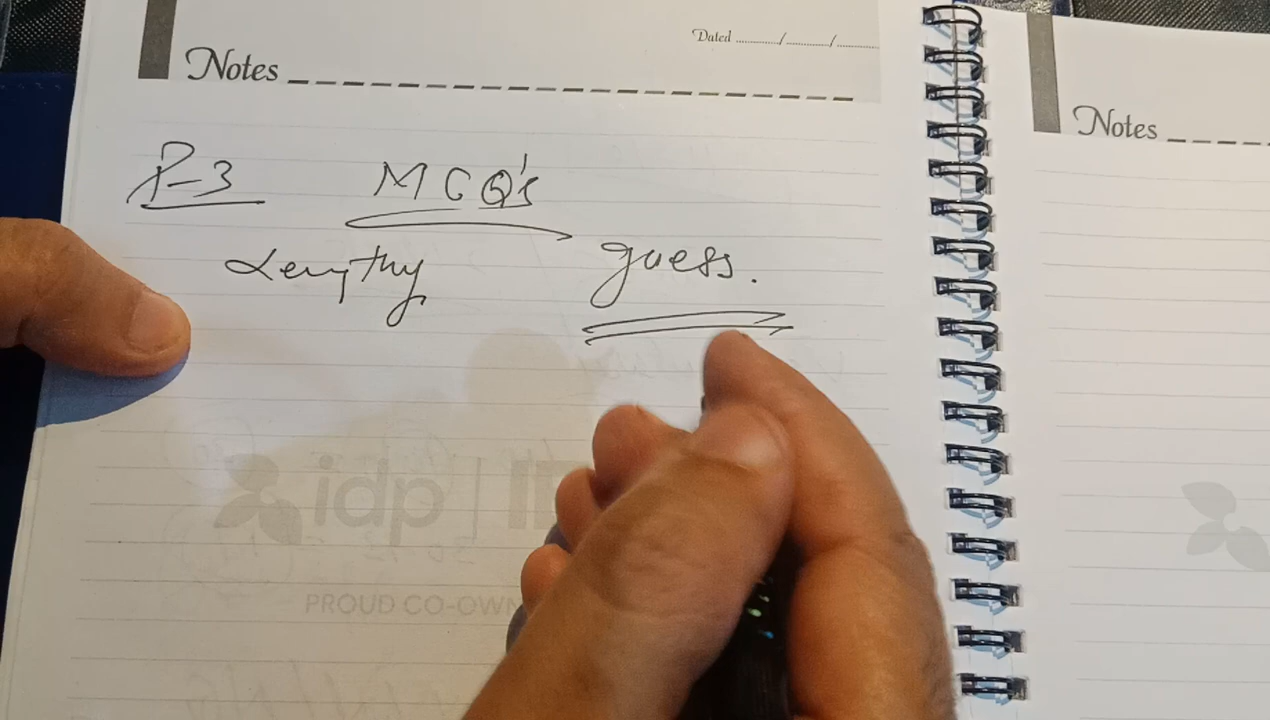 Dated ............/............/............
Notes
P-3 MCQ's
Lengthy guess.
idp
PROUD CO-OWN
Notes